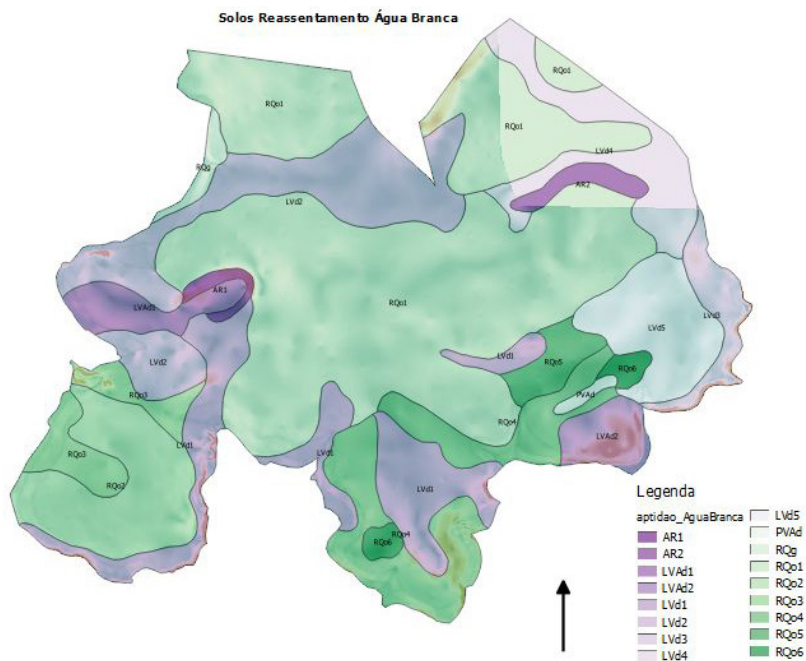 Solos Reassentamento Água Branca
RQo1
RQo1
RQo1
LVd4
RQg
AR2
LVd2
AR1
RQo1
LVAd1
LVd3
LVd5
LVd2
LVd1
RQo5
RQo6
RQo3
PVAd
RQo4
LVAd1
LVAd2
RQo3
LVd1
RQo2
LVd1
RQo4
RQo6
Legenda
aptidao_AguaBranca
AR1
AR2
LVAd1
LVAd2
LVd1
LVd2
LVd3
LVd4
LVd5
PVAd
RQg
RQo1
RQo2
RQo3
RQo4
RQo5
RQo6